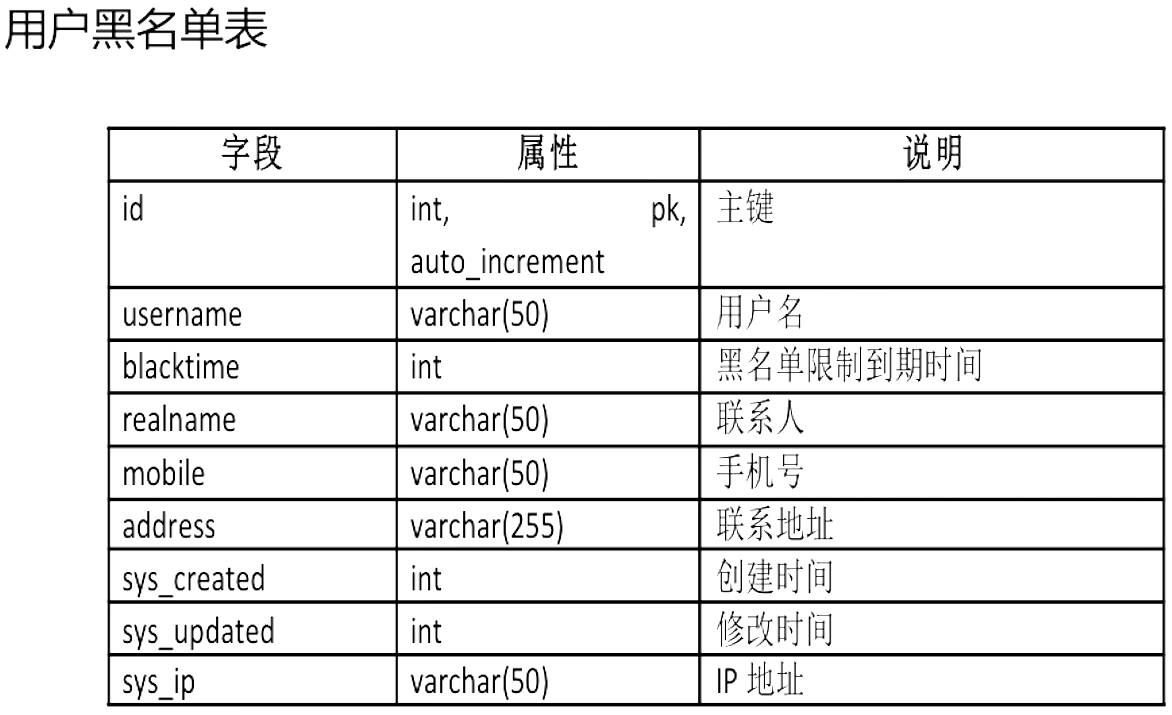 用户黑名单表
字段 属性 说明
id int, pk, 主键
auto_increment
username varchar(50) 用户名
blacktime int 黑名单限制到期时间
realname varchar(50) 联系人
mobile varchar(50) 手机号
address varchar(255) 联系地址
sys_created int 创建时间
sys_updated int 修改时间
sys_ip varchar(50) IP 地址